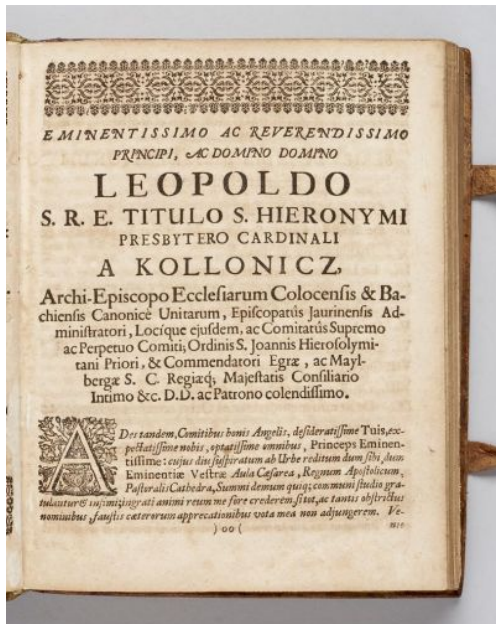 EMINENTISSIMO AC REVERENDISSIMO
PRINCIPI, AC DOMINO DOMINO
LEOPOLDO
S. R. E. TITULO S. HIERONYMI
PRESBYTERO CARDINALI
A KOLLONICZ,
Archi-Episcopo Ecclesiarum Colocensis & Ba-
chiensis Canonicè Unitarum, Episcopatûs Jaurinensis Ad-
ministratori, Locíque ejusdem, ac Comitatûs Supremo
ac Perpetuo Comiti; Ordinis S. Joannis Hierosolymi-
tani Priori, & Commendatori Egræ, ac Mayl-
bergæ S. C. Regiæq́; Majestatis Consiliario
Intimo &c. D.D. ac Patrono colendissimo.
ADes tandem, Comitibus bonis Angelis, desideratissime Tuis, ex-
pectatissime nobis, optatissime omnibus, Princeps Eminen-
tissime: cujus diu suspiratum ab Urbe reditum dum sibi, dum
Eminentiæ Vestræ Aula Cæsarea, Regnum Apostolicum,
Pastoralis Cathedra, Summi demum quiq; communi studio gra-
tulantur & infimi; ingrati animi reum me fore crederem, si tot, ac tantis obstrictus
nominibus, faustis cæterorum apprecationibus vota mea non adjungerem. Ve-
)oo(